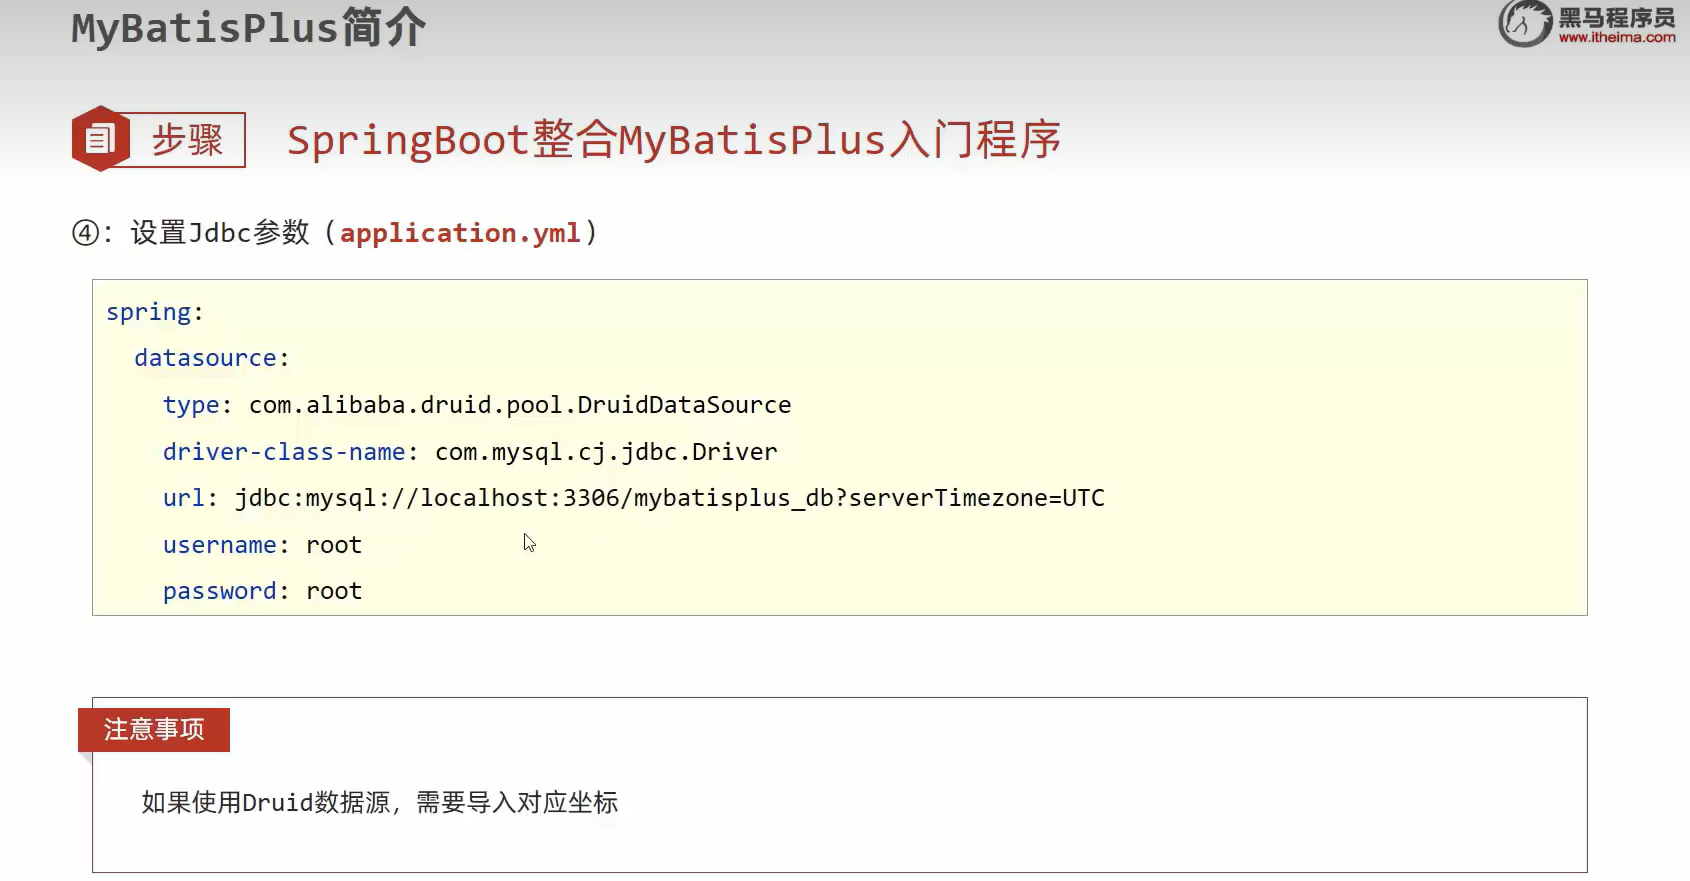 MyBatisPlus简介
黑马程序员
www.itheima.com
步骤 SpringBoot整合MyBatisPlus入门程序
④：设置Jdbc参数（application.yml）
spring:
  datasource:
    type: com.alibaba.druid.pool.DruidDataSource
    driver-class-name: com.mysql.cj.jdbc.Driver
    url: jdbc:mysql://localhost:3306/mybatisplus_db?serverTimezone=UTC
    username: root
    password: root
注意事项
如果使用Druid数据源，需要导入对应坐标